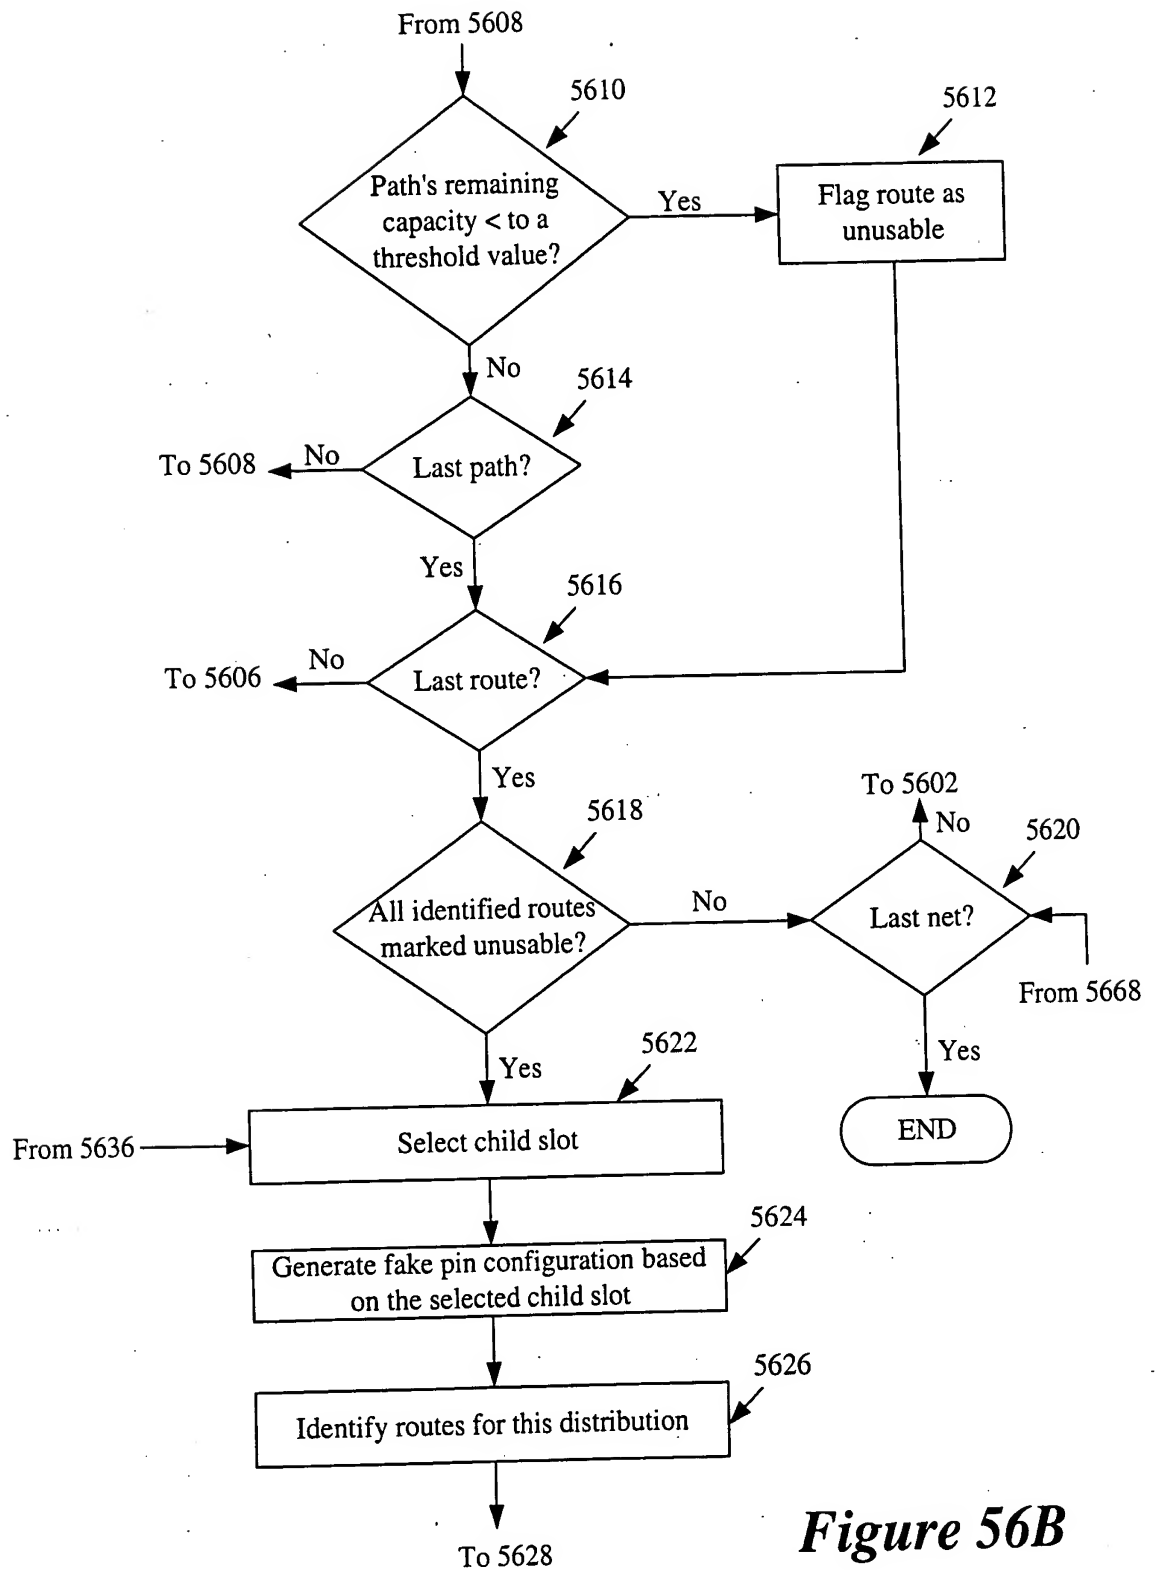 From 5608
5610
5612
Path's remaining
capacity < to a
threshold value?
Yes
Flag route as
unusable
No
5614
To 5608
No
Last path?
Yes
5616
To 5606
No
Last route?
Yes
To 5602
No
5618
5620
All identified routes
marked unusable?
No
Last net?
From 5668
Yes
5622
Yes
END
From 5636
Select child slot
5624
Generate fake pin configuration based
on the selected child slot
5626
Identify routes for this distribution
To 5628
Figure 56B